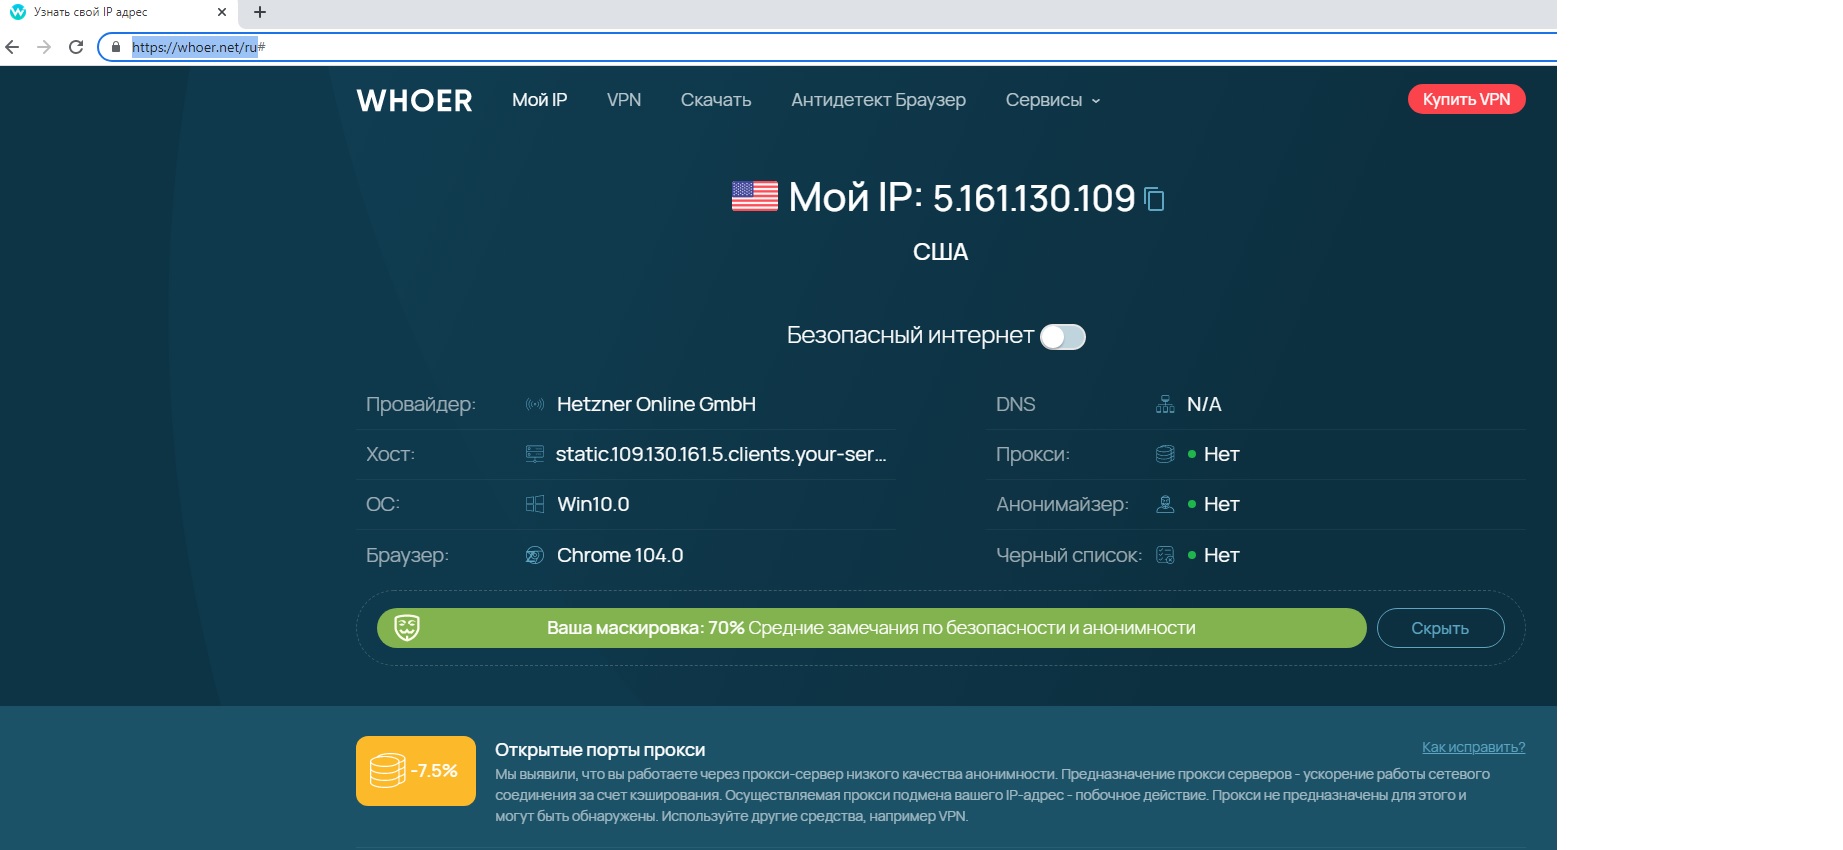 Узнать свой IP адрес
https://whoer.net/ru#
WHOER Мой IP VPN Скачать Антидетект Браузер Сервисы Купить VPN
Мой IP: 5.161.130.109
США
Безопасный интернет
Провайдер: Hetzner Online GmbH DNS N/A
Хост: static.109.130.161.5.clients.your-ser... Прокси: Нет
ОС: Win10.0 Анонимайзер: Нет
Браузер: Chrome 104.0 Черный список: Нет
Ваша маскировка: 70% Средние замечания по безопасности и анонимности Скрыть
-7.5%
Открытые порты прокси Как исправить?
Мы выявили, что вы работаете через прокси-сервер низкого качества анонимности. Предназначение прокси серверов - ускорение работы сетевого
соединения за счет кэширования. Осуществляемая прокси подмена вашего IP-адрес - побочное действие. Прокси не предназначены для этого и
могут быть обнаружены. Используйте другие средства, например VPN.